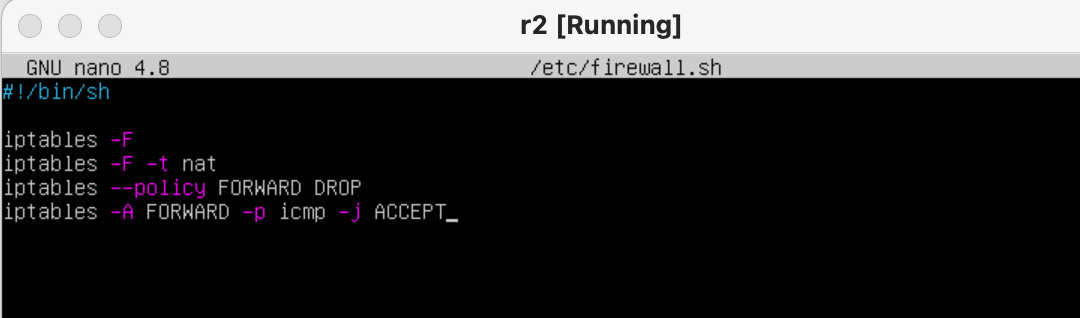 r2 [Running]
GNU nano 4.8 /etc/firewall.sh
#!/bin/sh
iptables -F
iptables -F -t nat
iptables --policy FORWARD DROP
iptables -A FORWARD -p icmp -j ACCEPT_